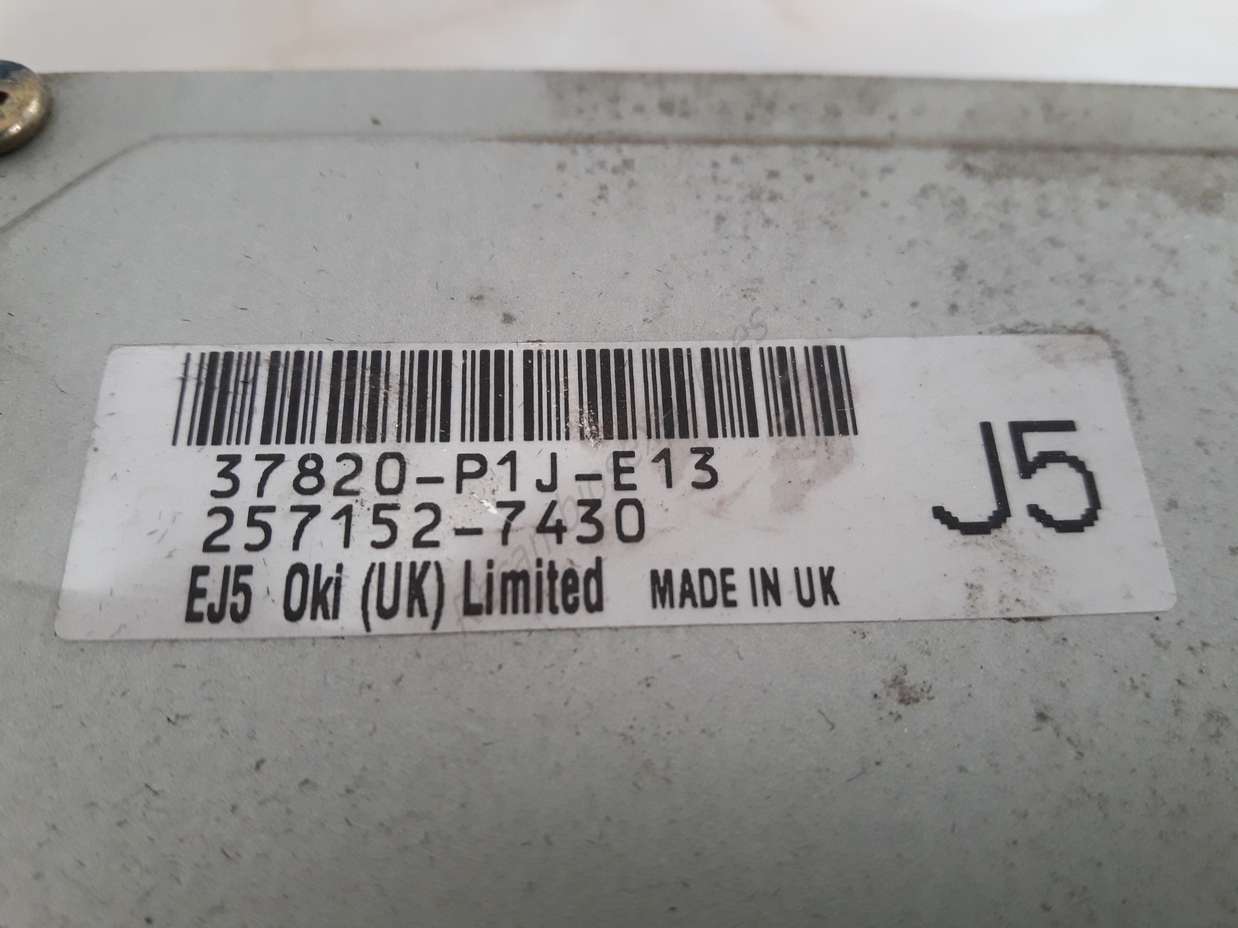 37820-P1J-E13
257152-7430
EJ5 Oki (UK) Limited MADE IN UK
J5